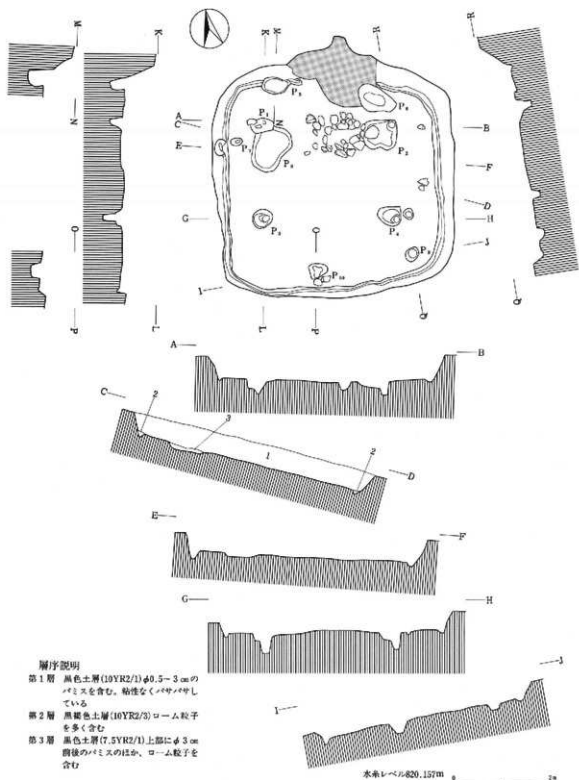 M
K
K
M
R
R
P₅
P₆
A
C
E
P₁
N
P₂
B
P₇
P₈
F
D
G
P₃
O
P₄
H
J
P₉
P₁₀
I
L
P
Q
Q
N
O
P
L
A
B
C
2
3
1
2
D
E
F
G
H
I
J
層序説明
第1層 黒色土層(10YR2/1)φ0.5~3㎝の
パミスを含む。粘性なくバサバサし
ている
第2層 黒褐色土層(10YR2/3)ローム粒子
を多く含む
第3層 黒色土層(7.5YR2/1)上部にφ3㎝
前後のパミスのほか、ローム粒子を
含む
水糸レベル820.157m
0 2m